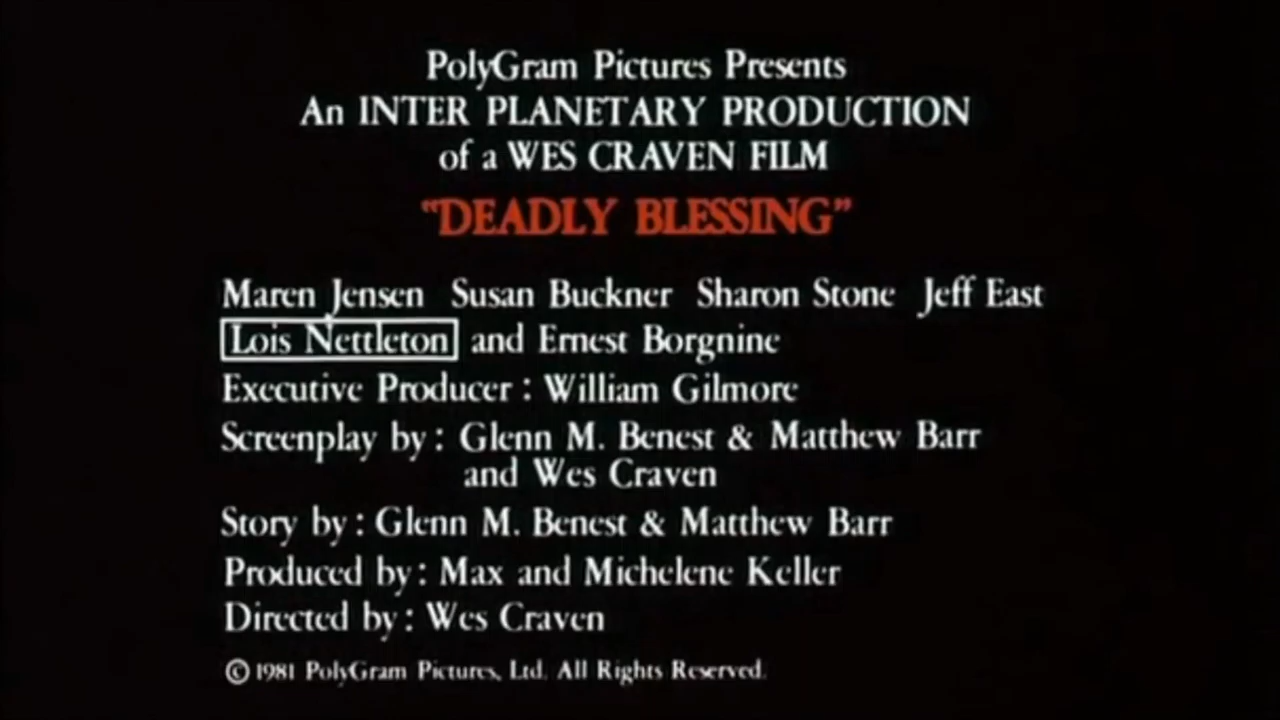 PolyGram Pictures Presents
An INTER PLANETARY PRODUCTION
of a WES CRAVEN FILM
"DEADLY BLESSING"
Maren Jensen Susan Buckner Sharon Stone Jeff East
Lois Nettleton and Ernest Borgnine
Executive Producer : William Gilmore
Screenplay by : Glenn M. Benest & Matthew Barr
and Wes Craven
Story by : Glenn M. Benest & Matthew Barr
Produced by : Max and Michelene Keller
Directed by : Wes Craven
© 1981 PolyGram Pictures, Ltd. All Rights Reserved.